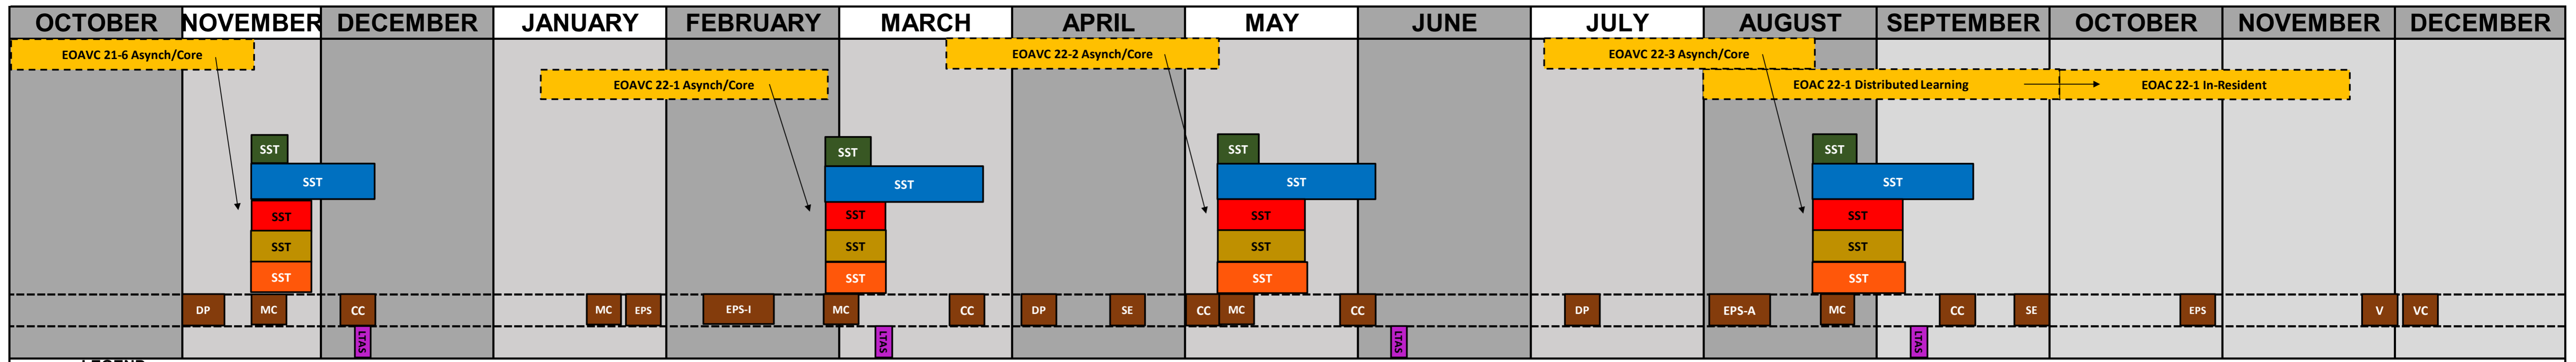 OCTOBER NOVEMBER DECEMBER JANUARY FEBRUARY MARCH APRIL MAY JUNE JULY AUGUST SEPTEMBER OCTOBER NOVEMBER DECEMBER
EOAVC 21-6 Asynch/Core EOAVC 22-2 Asynch/Core EOAVC 22-3 Asynch/Core
EOAVC 22-1 Asynch/Core EOAC 22-1 Distributed Learning EOAC 22-1 In-Resident
SST SST SST SST
SST SST SST SST
SST SST SST SST
SST SST SST SST
SST SST SST SST
DP MC CC MC EPS EPS-I MC CC DP SE CC MC CC DP EPS-A MC CC SE EPS V VC
LTAS LTAS LTAS LTAS